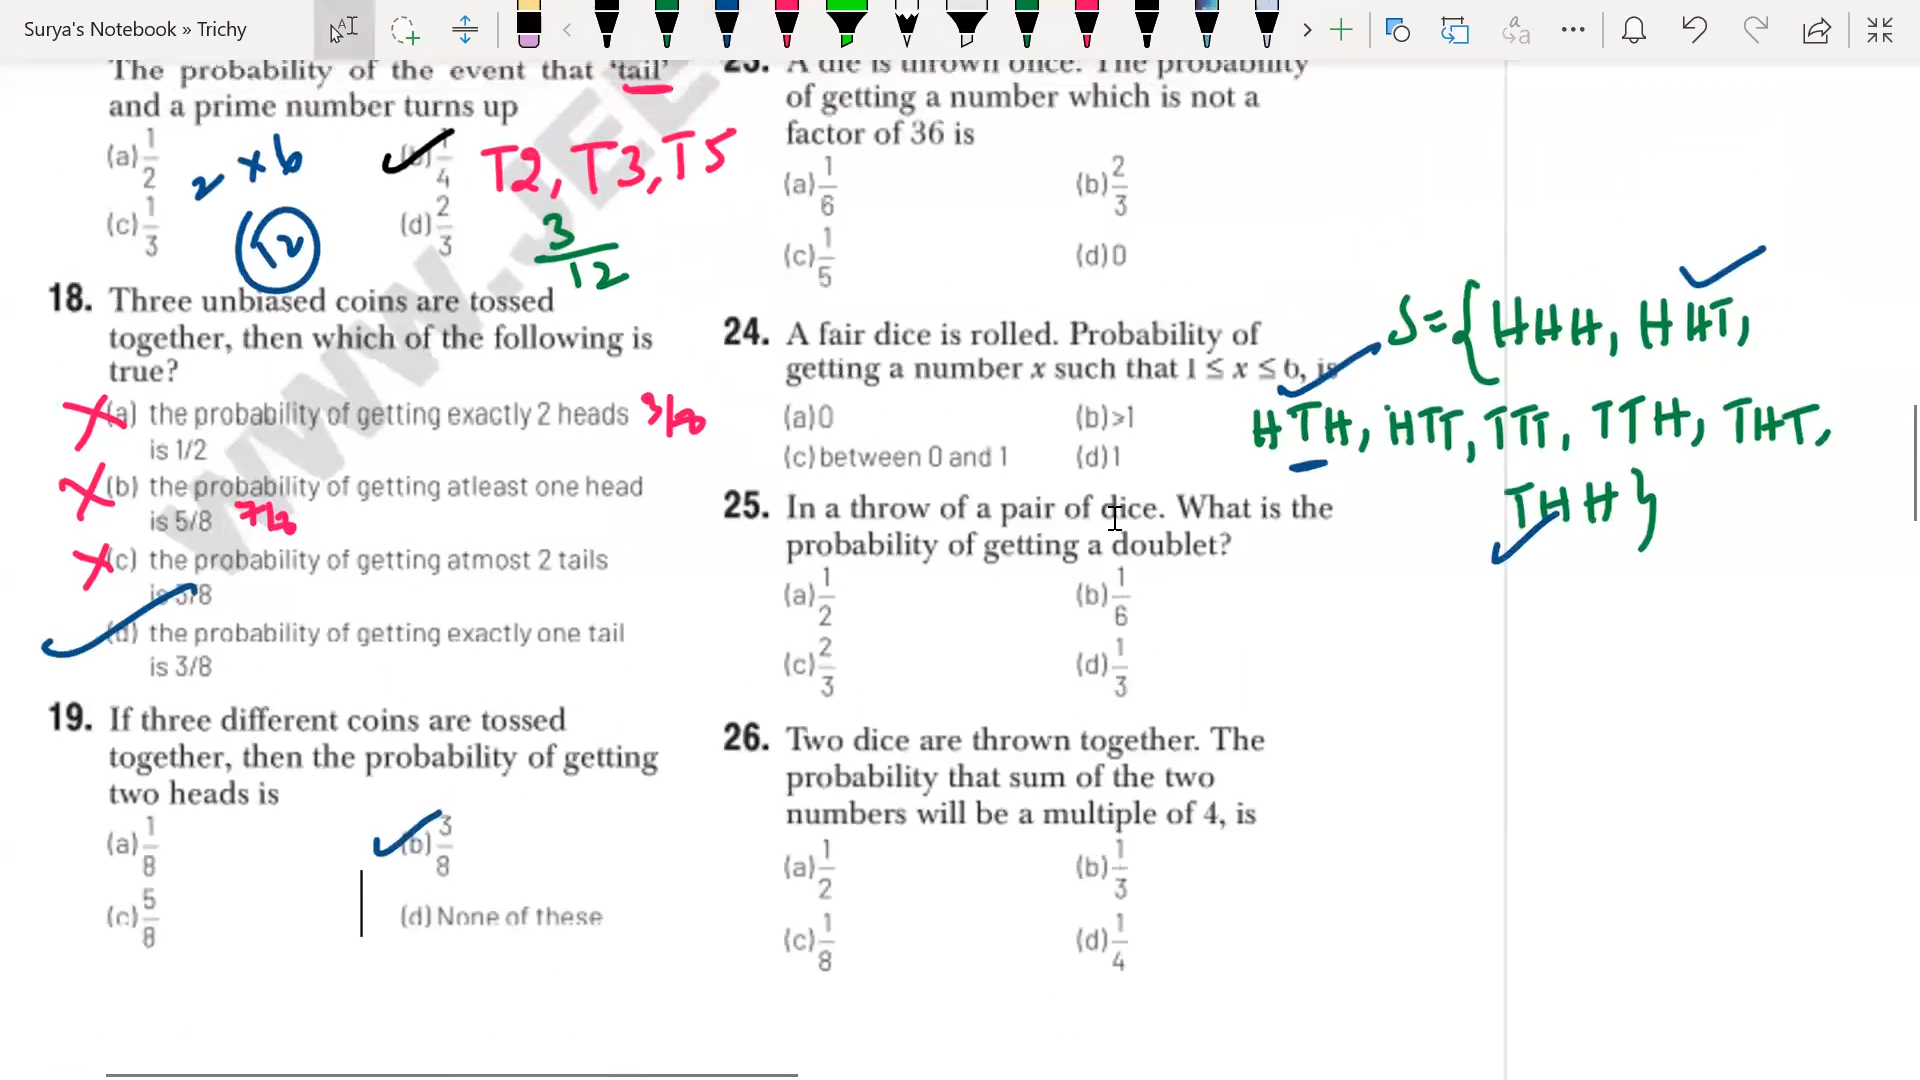 Surya's Notebook » Trichy
The probability of the event that 'tail'
and a prime number turns up
(a) 1/2
(b) 1/4
(c) 1/3
(d) 2/3
2 × 6
12
T2, T3, T5
3/12
18. Three unbiased coins are tossed
together, then which of the following is
true?
(a) the probability of getting exactly 2 heads 3/8
is 1/2
(b) the probability of getting atleast one head
is 5/8 7/8
(c) the probability of getting atmost 2 tails
is 3/8
(d) the probability of getting exactly one tail
is 3/8
19. If three different coins are tossed
together, then the probability of getting
two heads is
(a) 1/8
(b) 3/8
(c) 5/8
(d) None of these
23. A die is thrown once. The probability
of getting a number which is not a
factor of 36 is
(a) 1/6
(b) 2/3
(c) 1/5
(d) 0
24. A fair dice is rolled. Probability of
getting a number x such that 1 ≤ x ≤ 6, is
(a) 0
(b) >1
(c) between 0 and 1
(d) 1
25. In a throw of a pair of dice. What is the
probability of getting a doublet?
(a) 1/2
(b) 1/6
(c) 2/3
(d) 1/3
26. Two dice are thrown together. The
probability that sum of the two
numbers will be a multiple of 4, is
(a) 1/2
(b) 1/3
(c) 1/8
(d) 1/4
S = { HHH, HHT,
HTH, HTT, TTT, TTH, THT,
THH }
WWW.JEE